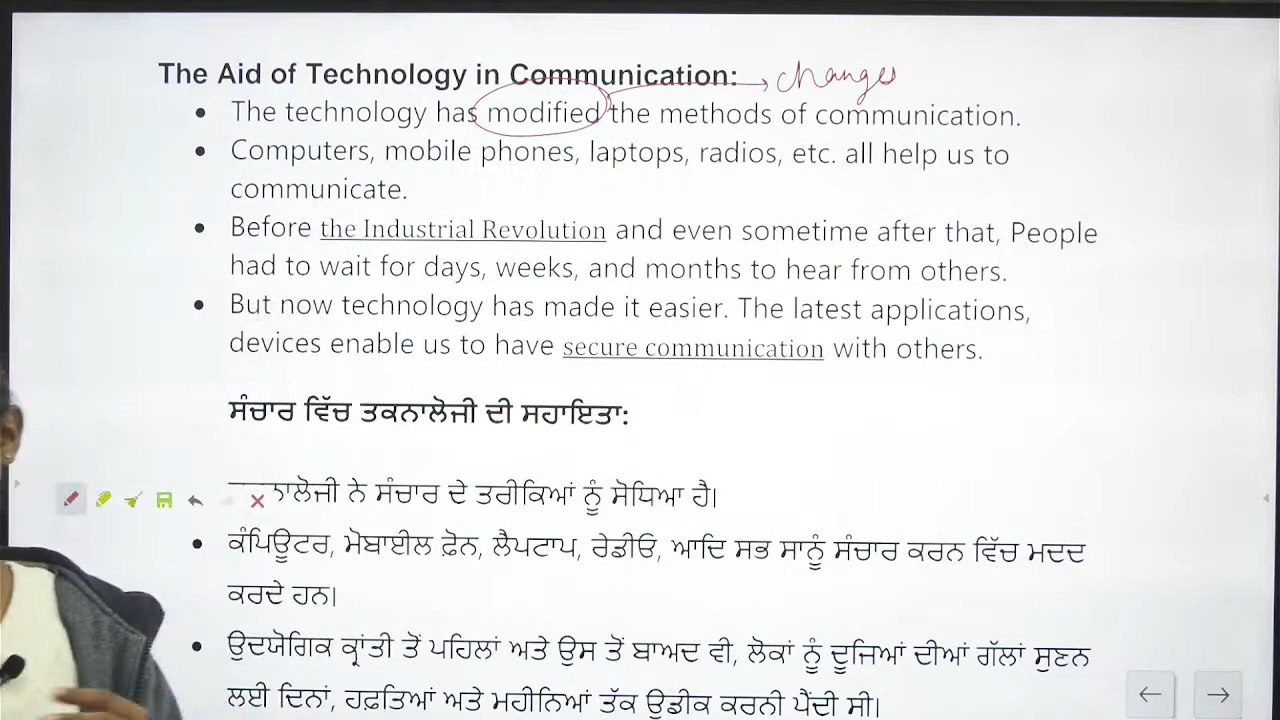 The Aid of Technology in Communication: changes
The technology has modified the methods of communication.
Computers, mobile phones, laptops, radios, etc. all help us to
communicate.
Before the Industrial Revolution and even sometime after that, People
had to wait for days, weeks, and months to hear from others.
But now technology has made it easier. The latest applications,
devices enable us to have secure communication with others.
ਸੰਚਾਰ ਵਿੱਚ ਤਕਨਾਲੋਜੀ ਦੀ ਸਹਾਇਤਾ:
ਨੇ ਸੰਚਾਰ ਦੇ ਤਰੀਕਿਆਂ ਨੂੰ ਸੋਧਿਆ ਹੈ।
ਕੰਪਿਊਟਰ, ਮੋਬਾਈਲ ਫ਼ੋਨ, ਲੈਪਟਾਪ, ਰੇਡੀਓ, ਆਦਿ ਸਭ ਸਾਨੂੰ ਸੰਚਾਰ ਕਰਨ ਵਿੱਚ ਮਦਦ
ਕਰਦੇ ਹਨ।
ਉਦਯੋਗਿਕ ਕ੍ਰਾਂਤੀ ਤੋਂ ਪਹਿਲਾਂ ਅਤੇ ਉਸ ਤੋਂ ਬਾਅਦ ਵੀ, ਲੋਕਾਂ ਨੂੰ ਦੂਜਿਆਂ ਦੀਆਂ ਗੱਲਾਂ ਸੁਣਨ
ਲਈ ਦਿਨਾਂ, ਹਫ਼ਤਿਆਂ ਅਤੇ ਮਹੀਨਿਆਂ ਤੱਕ ਉਡੀਕ ਕਰਨੀ ਪੈਂਦੀ ਸੀ।